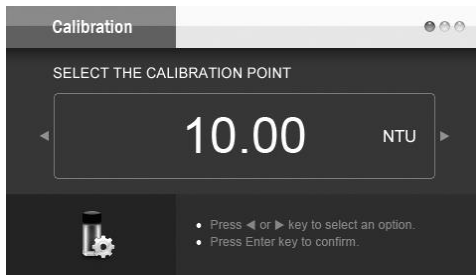 Calibration
SELECT THE CALIBRATION POINT
◀ 10.00 NTU ▶
• Press ◀ or ▶ key to select an option.
• Press Enter key to confirm.